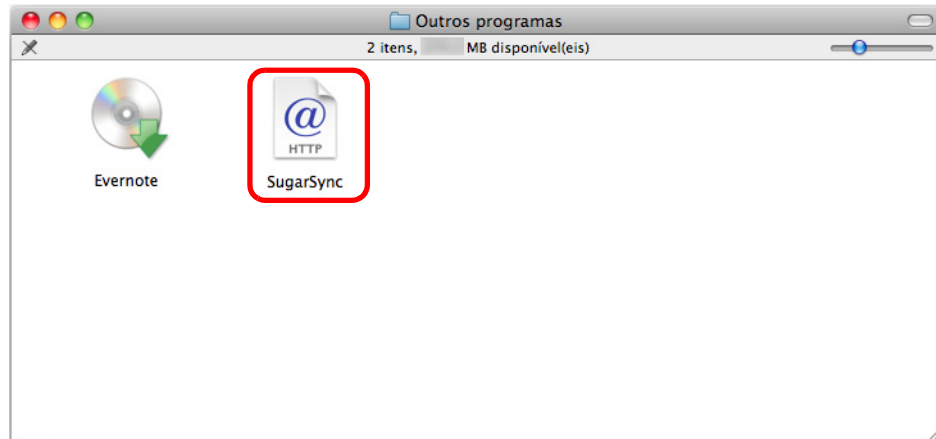 Outros programas
2 itens, MB disponível(eis)
@
HTTP
Evernote
SugarSync